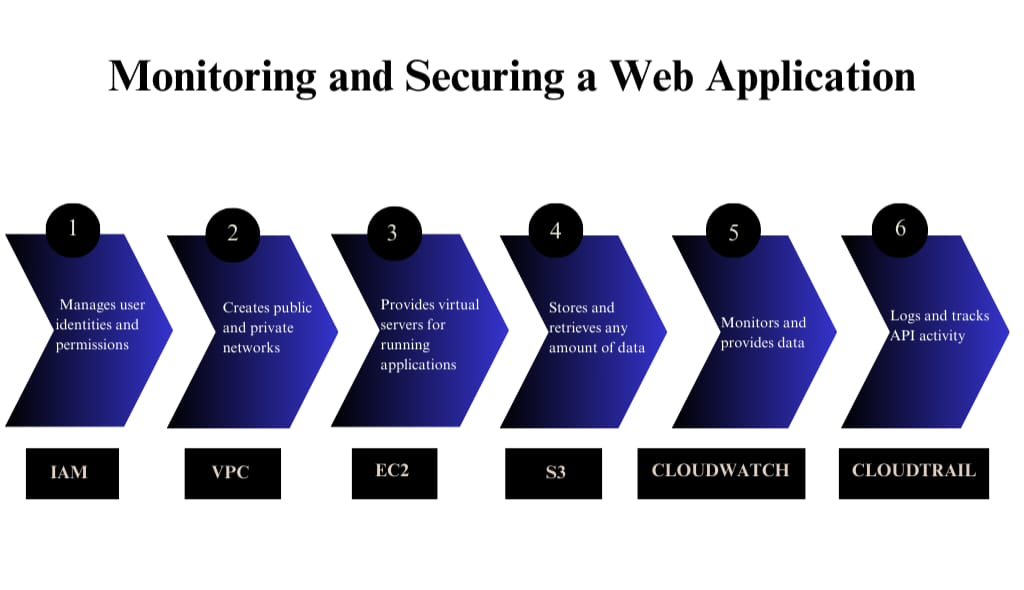 Monitoring and Securing a Web Application
1
Manages user
identities and
permissions
IAM
2
Creates public
and private
networks
VPC
3
Provides virtual
servers for
running
applications
EC2
4
Stores and
retrieves any
amount of data
S3
5
Monitors and
provides data
CLOUDWATCH
6
Logs and tracks
API activity
CLOUDTRAIL